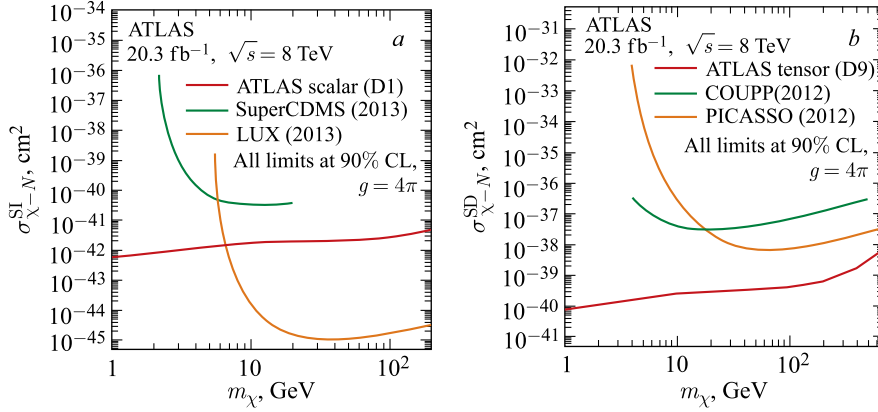 ATLAS
a
20.3 fb⁻¹, √s = 8 TeV
ATLAS scalar (D1)
SuperCDMS (2013)
LUX (2013)
All limits at 90% CL,
g = 4π
10⁻³⁴
10⁻³⁵
10⁻³⁶
10⁻³⁷
10⁻³⁸
10⁻³⁹
10⁻⁴⁰
10⁻⁴¹
10⁻⁴²
10⁻⁴³
10⁻⁴⁴
10⁻⁴⁵
σ^SI_χ−N, cm²
1 10 10²
m_χ, GeV
ATLAS
b
20.3 fb⁻¹, √s = 8 TeV
ATLAS tensor (D9)
COUPP(2012)
PICASSO (2012)
All limits at 90% CL,
g = 4π
10⁻³¹
10⁻³²
10⁻³³
10⁻³⁴
10⁻³⁵
10⁻³⁶
10⁻³⁷
10⁻³⁸
10⁻³⁹
10⁻⁴⁰
10⁻⁴¹
σ^SD_χ−N, cm²
1 10 10²
m_χ, GeV